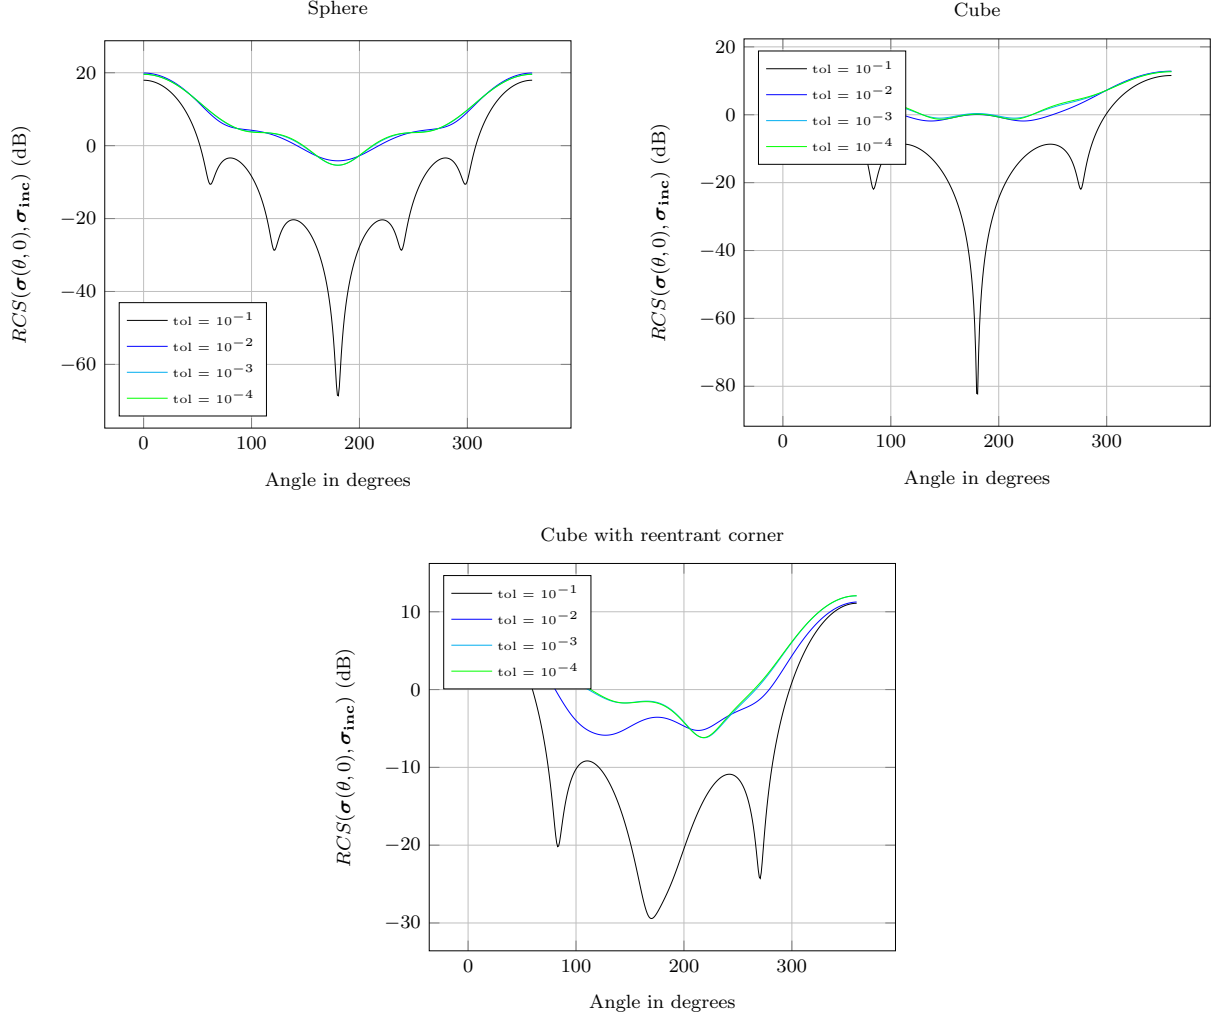 Sphere
20
0
−20
−40
−60
0 100 200 300
RCS(σ(θ, 0), σinc) (dB)
Angle in degrees
tol = 10−1
tol = 10−2
tol = 10−3
tol = 10−4
Cube
20
0
−20
−40
−60
−80
0 100 200 300
RCS(σ(θ, 0), σinc) (dB)
Angle in degrees
tol = 10−1
tol = 10−2
tol = 10−3
tol = 10−4
Cube with reentrant corner
10
0
−10
−20
−30
0 100 200 300
RCS(σ(θ, 0), σinc) (dB)
Angle in degrees
tol = 10−1
tol = 10−2
tol = 10−3
tol = 10−4